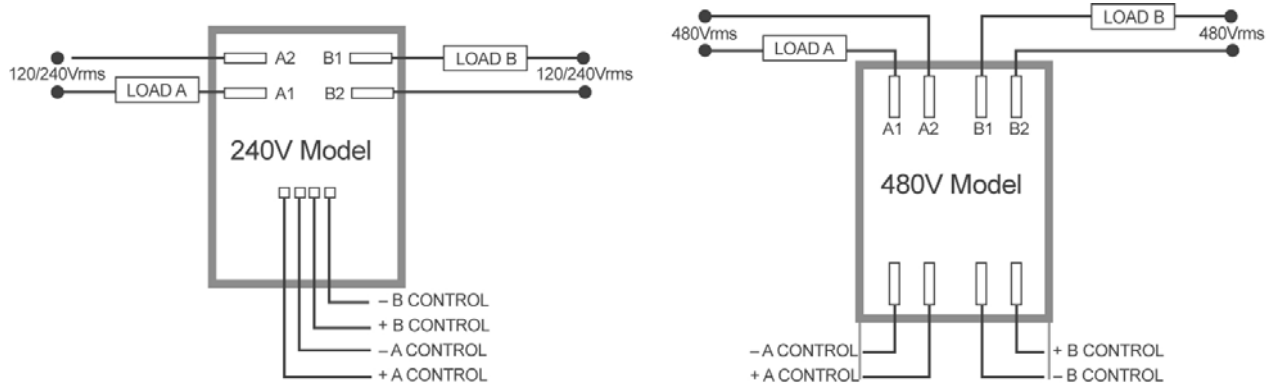 A2
B1
LOAD B
120/240Vrms
120/240Vrms
LOAD A
A1
B2
240V Model
– B CONTROL
+ B CONTROL
– A CONTROL
+ A CONTROL
LOAD B
480Vrms
480Vrms
LOAD A
A1 A2 B1 B2
480V Model
– A CONTROL
+ A CONTROL
+ B CONTROL
– B CONTROL